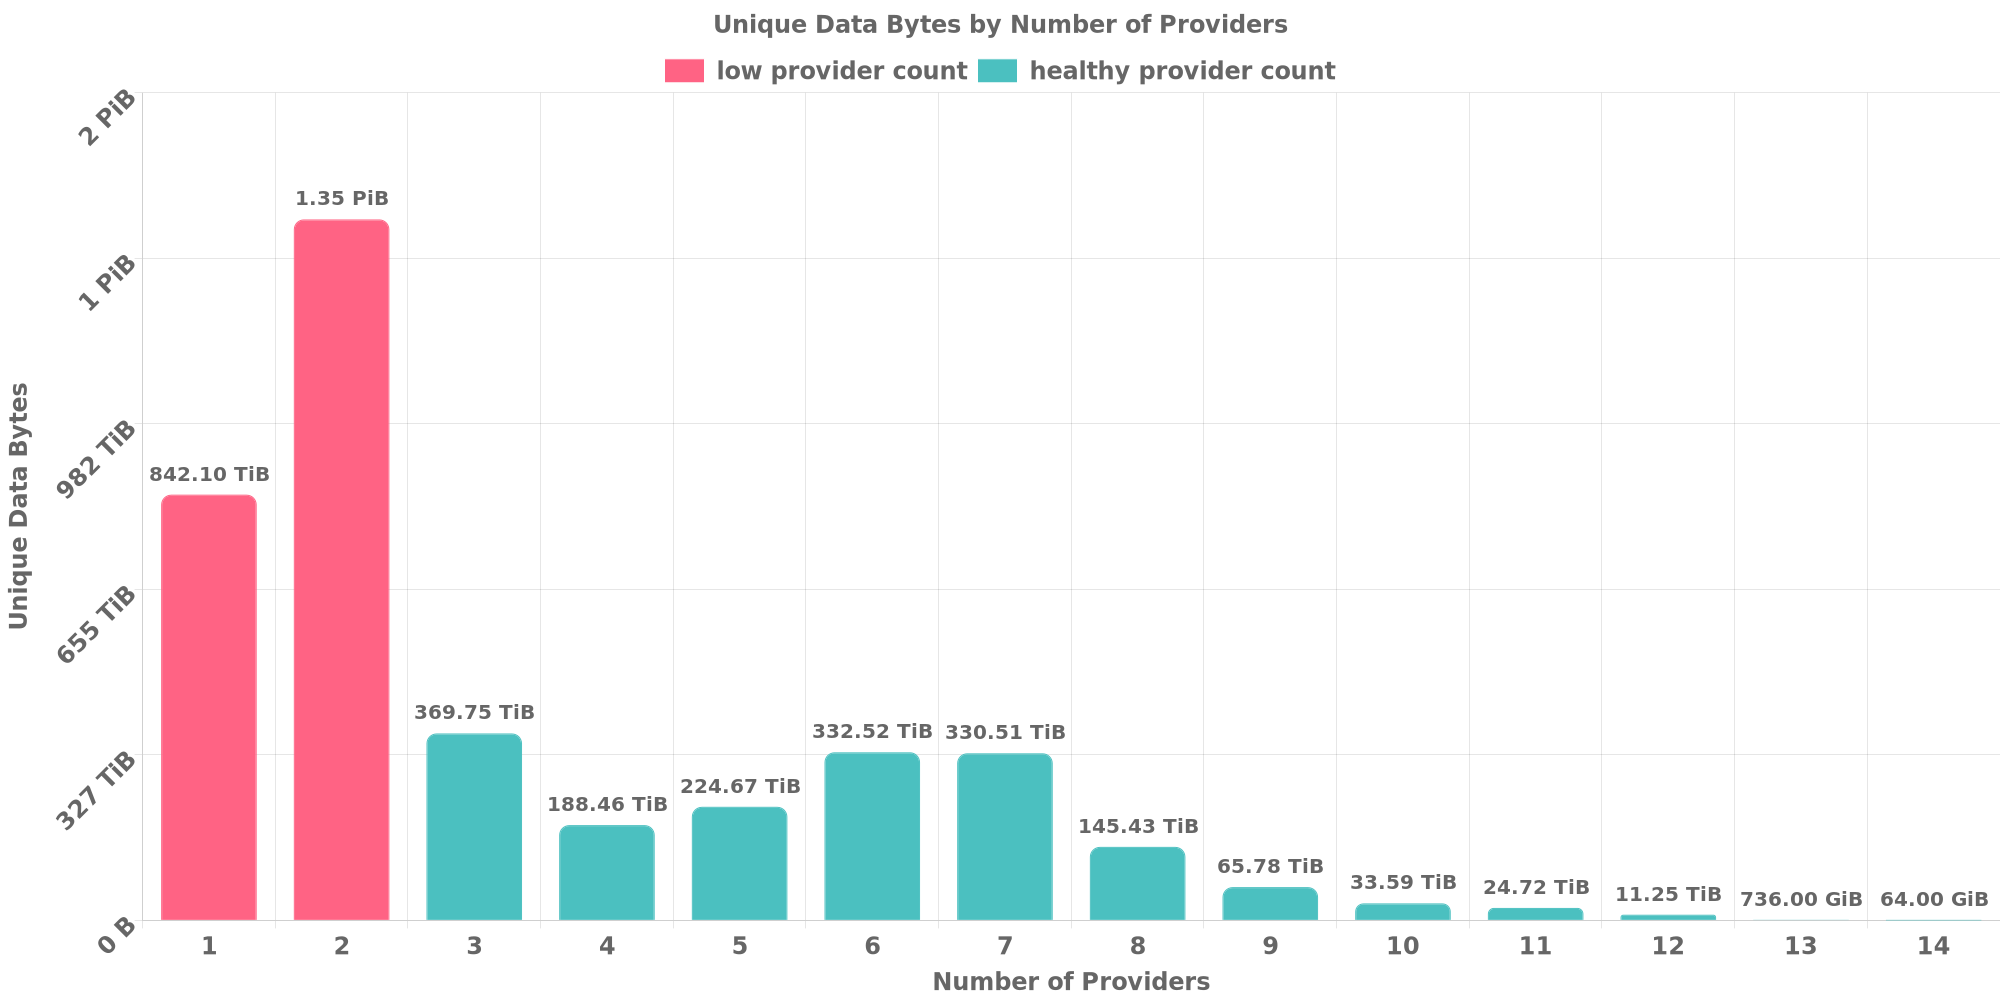 Unique Data Bytes by Number of Providers
low provider count healthy provider count
2 PiB
1 PiB
982 TiB
655 TiB
327 TiB
0 B
Unique Data Bytes
842.10 TiB
1.35 PiB
369.75 TiB
188.46 TiB
224.67 TiB
332.52 TiB
330.51 TiB
145.43 TiB
65.78 TiB
33.59 TiB
24.72 TiB
11.25 TiB
736.00 GiB
64.00 GiB
1 2 3 4 5 6 7 8 9 10 11 12 13 14
Number of Providers